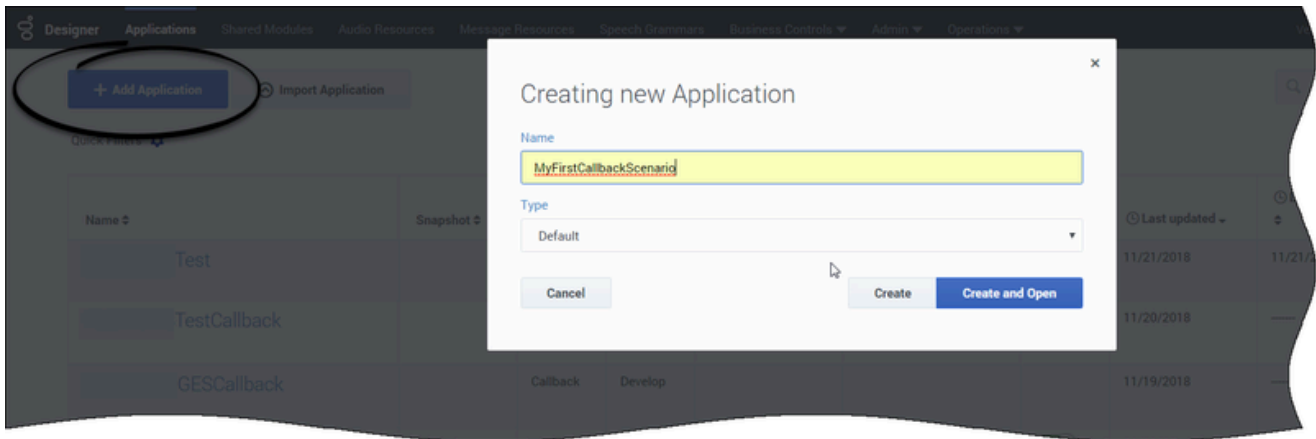 Designer Applications Shared Modules Audio Resources Message Resources Speech Grammars Business Controls Admin Operations
+ Add Application Import Application
Quick Filters
Creating new Application
×
Name
MyFirstCallbackScenario
Type
Default
Cancel Create Create and Open
Name Snapshot Last updated
Test 11/21/2018
TestCallback 11/20/2018
GESCallback Callback Develop 11/19/2018